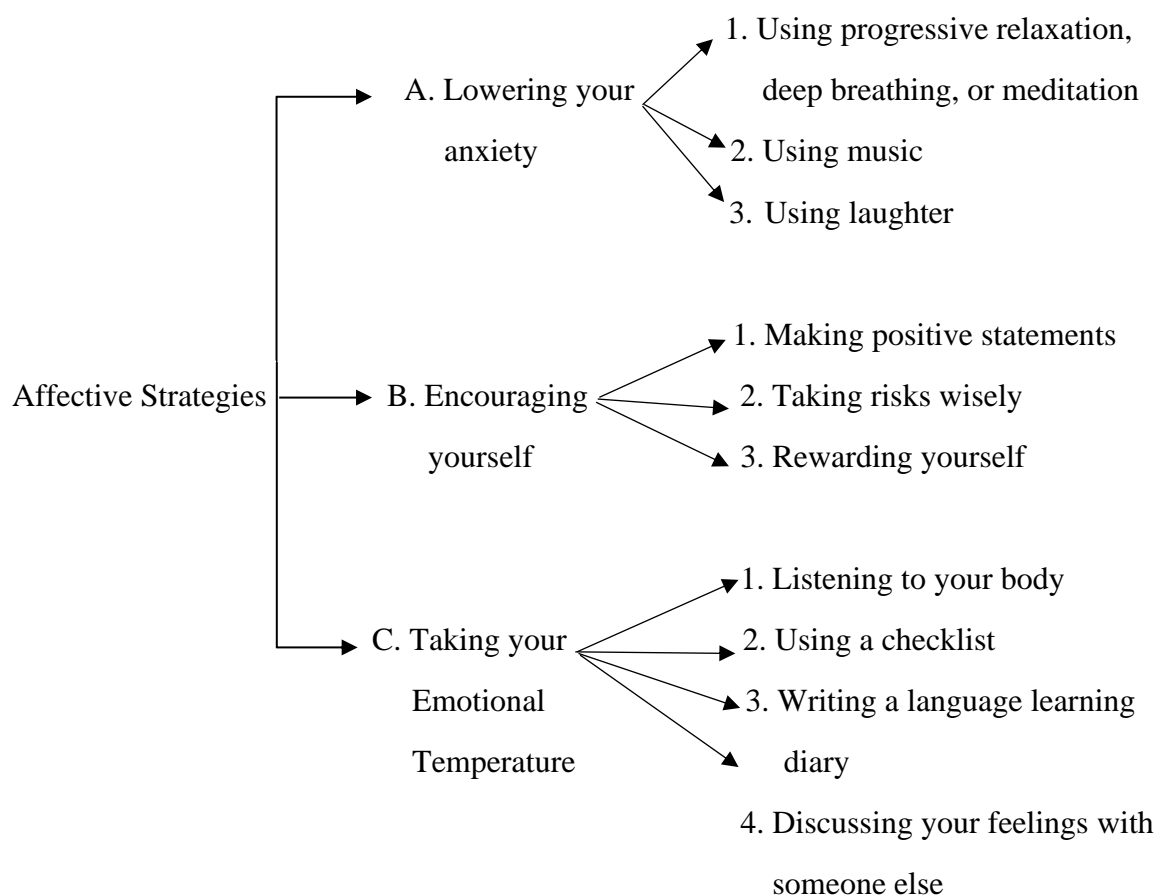 1. Using progressive relaxation,
deep breathing, or meditation
A. Lowering your
anxiety
2. Using music
3. Using laughter
Affective Strategies
B. Encouraging
yourself
1. Making positive statements
2. Taking risks wisely
3. Rewarding yourself
C. Taking your
Emotional
Temperature
1. Listening to your body
2. Using a checklist
3. Writing a language learning
diary
4. Discussing your feelings with
someone else